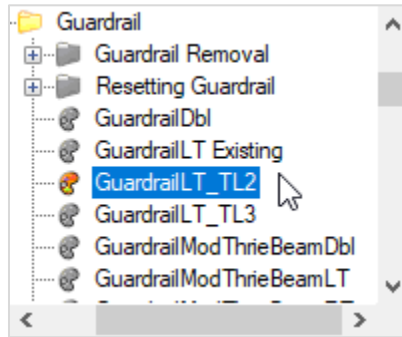 Guardrail
Guardrail Removal
Resetting Guardrail
GuardrailDbl
GuardrailLT Existing
GuardrailLT_TL2
GuardrailLT_TL3
GuardrailModThrieBeamDbl
GuardrailModThrieBeamLT